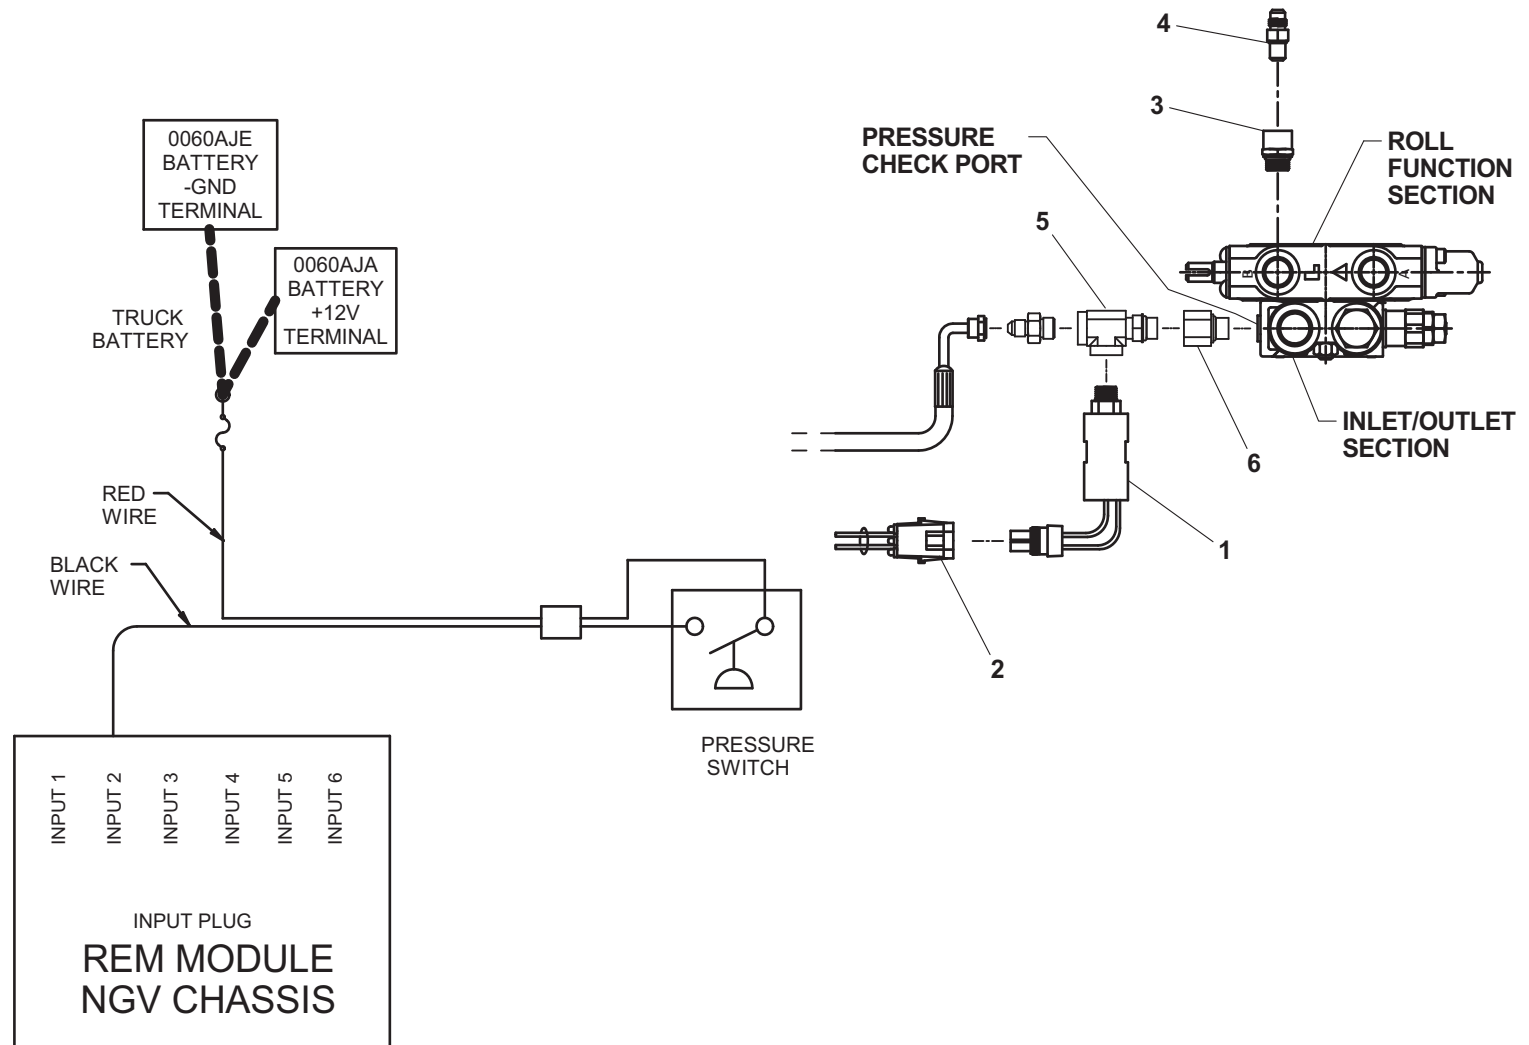 0060AJE
BATTERY
-GND
TERMINAL
0060AJA
BATTERY
+12V
TERMINAL
TRUCK
BATTERY
RED
WIRE
BLACK
WIRE
PRESSURE
SWITCH
INPUT 1
INPUT 2
INPUT 3
INPUT 4
INPUT 5
INPUT 6
INPUT PLUG
REM MODULE
NGV CHASSIS
4
3
PRESSURE
CHECK PORT
ROLL
FUNCTION
SECTION
5
B
A
INLET/OUTLET
SECTION
6
1
2